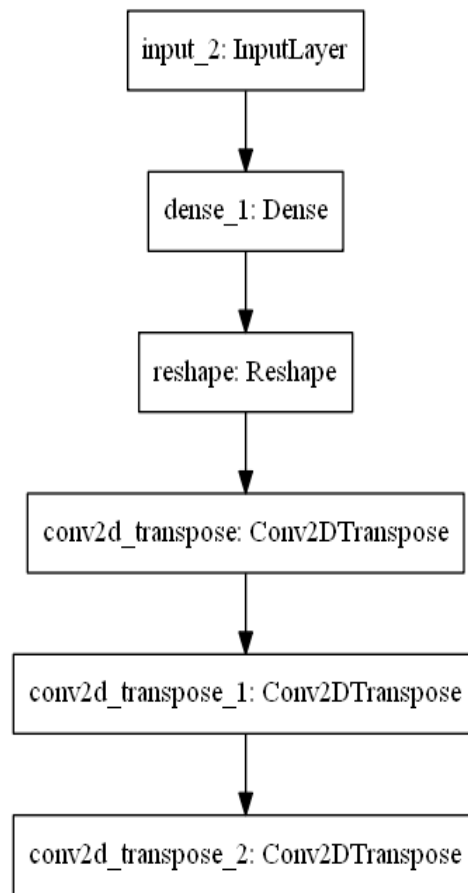 input_2: InputLayer
dense_1: Dense
reshape: Reshape
conv2d_transpose: Conv2DTranspose
conv2d_transpose_1: Conv2DTranspose
conv2d_transpose_2: Conv2DTranspose